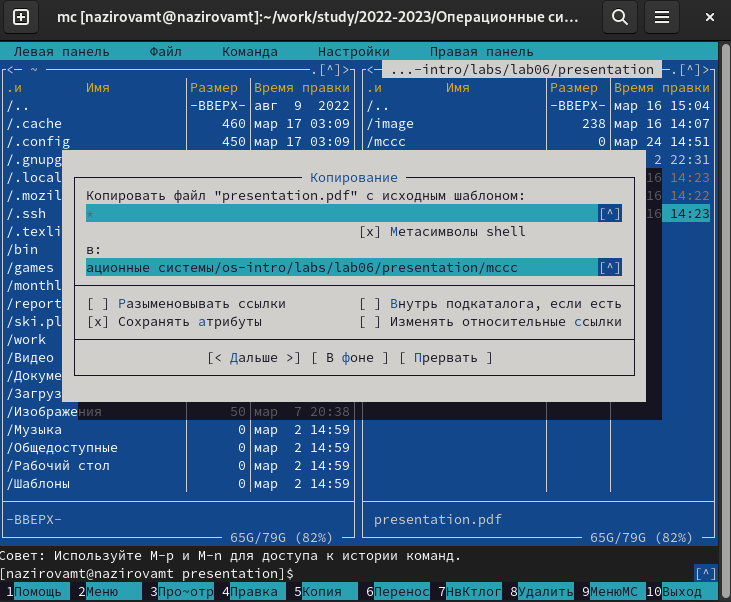 mc [nazirovamt@nazirovamt]:~/work/study/2022-2023/Операционные си...
Левая панель Файл Команда Настройки Правая панель
<— ~ .[^]> <— ...-intro/labs/lab06/presentation .[^]>
.и Имя Размер Время правки .и Имя Размер Время правки
/.. -ВВЕРХ- авг 9 2022 /.. -ВВЕРХ- мар 16 15:04
/.cache 460 мар 17 03:09 /image 238 мар 16 14:07
/.config 450 мар 17 03:09 /mccc 0 мар 24 14:51
/.gnupg 2 22:31
Копирование
/.local 16 14:23
Копировать файл "presentation.pdf" с исходным шаблоном:
/.mozil 16 14:22
* [^]
/.ssh 16 14:23
[x] Метасимволы shell
/.texli
в:
/bin
ационные системы/os-intro/labs/lab06/presentation/mccc [^]
/games
/monthl
[ ] Разыменовывать ссылки [ ] Внутрь подкаталога, если есть
/report
[x] Сохранять атрибуты [ ] Изменять относительные ссылки
/ski.pl
/work
[< Дальше >] [ В фоне ] [ Прервать ]
/Видео
/Докуме
/Загруз
/Изображения 50 мар 7 20:38
/Музыка 0 мар 2 14:59
/Общедоступные 0 мар 2 14:59
/Рабочий стол 0 мар 2 14:59
/Шаблоны 0 мар 2 14:59
-ВВЕРХ- presentation.pdf
65G/79G (82%) 65G/79G (82%)
Совет: Используйте M-p и M-n для доступа к истории команд.
[nazirovamt@nazirovamt presentation]$ [^]
1Помощь 2Меню 3Про~отр 4Правка 5Копия 6Перенос 7НвКтлог 8Удалить 9МенюMC 10Выход